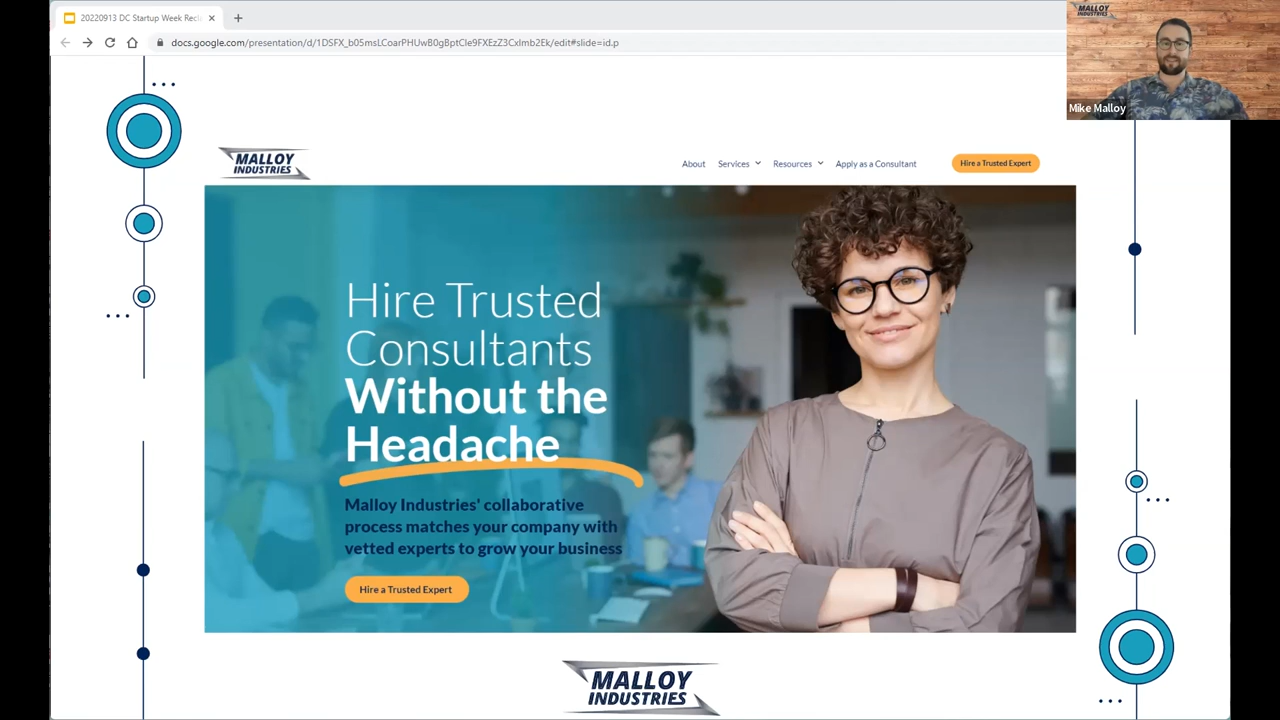 20220913 DC Startup Week Recl
docs.google.com/presentation/d/1DSFX_b05msLCoarPHUwB0gBptCle9FXEzZ3CxImb2Ek/edit#slide=id.p
MALLOY
INDUSTRIES
Mike Malloy
MALLOY
INDUSTRIES
About Services Resources Apply as a Consultant Hire a Trusted Expert
Hire Trusted
Consultants
Without the
Headache
Malloy Industries' collaborative
process matches your company with
vetted experts to grow your business
Hire a Trusted Expert
MALLOY
INDUSTRIES